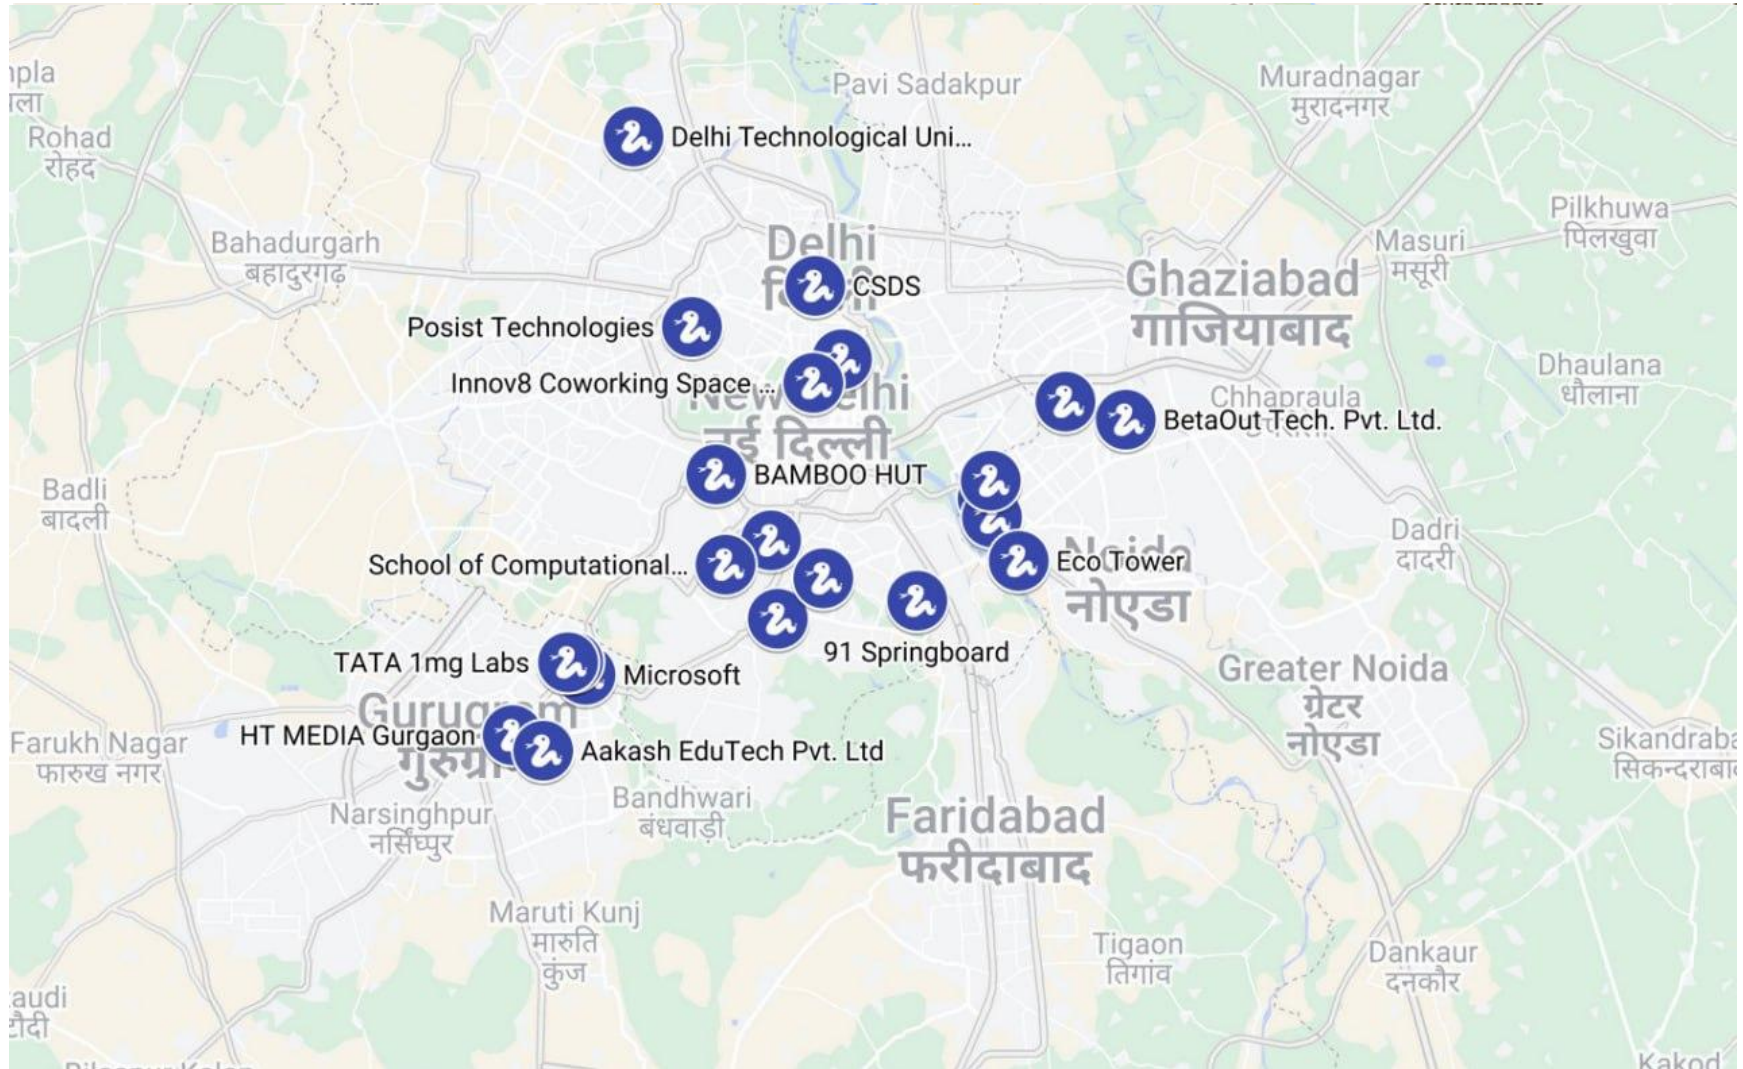 Pavi Sadakpur
Muradnagar
मुरादनगर
Rohad
रोहद
Delhi Technological Uni...
Pilkhuwa
पिलखुवा
Bahadurgarh
बहादुरगढ़
Delhi
Masuri
मसूरी
CSDS
Ghaziabad
गाजियाबाद
Posist Technologies
Innov8 Coworking Space ...
Dhaulana
धौलाना
Chhapraula
BetaOut Tech. Pvt. Ltd.
नई दिल्ली
BAMBOO HUT
Badli
बादली
Dadri
दादरी
School of Computational...
Eco Tower
नोएडा
91 Springboard
TATA 1mg Labs
Microsoft
Greater Noida
ग्रेटर
नोएडा
HT MEDIA Gurgaon
Aakash EduTech Pvt. Ltd
Farukh Nagar
फारुख नगर
Bandhwari
बंधवाड़ी
Narsinghpur
नर्सिंघ्पुर
Faridabad
फरीदाबाद
Maruti Kunj
मारुति
कुंज
Tigaon
तिगांव
Dankaur
दनकौर
Kakod